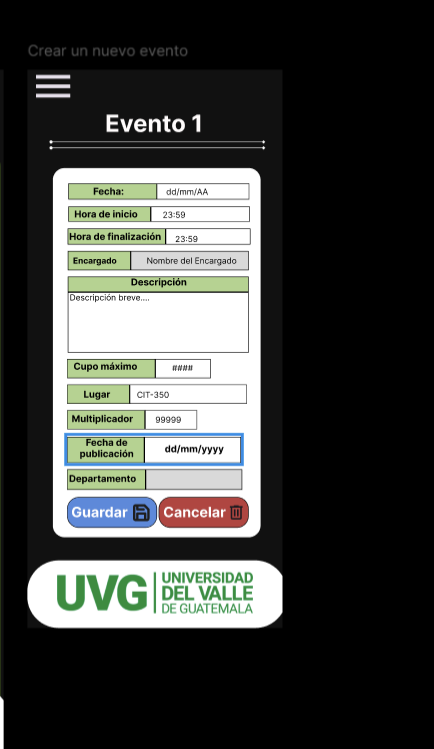 Crear un nuevo evento
Evento 1
Fecha: dd/mm/AA
Hora de inicio 23:59
Hora de finalización 23:59
Encargado Nombre del Encargado
Descripción
Descripción breve....
Cupo máximo ####
Lugar CIT-350
Multiplicador 99999
Fecha de
publicación dd/mm/yyyy
Departamento
Guardar Cancelar
UVG UNIVERSIDAD
DEL VALLE
DE GUATEMALA